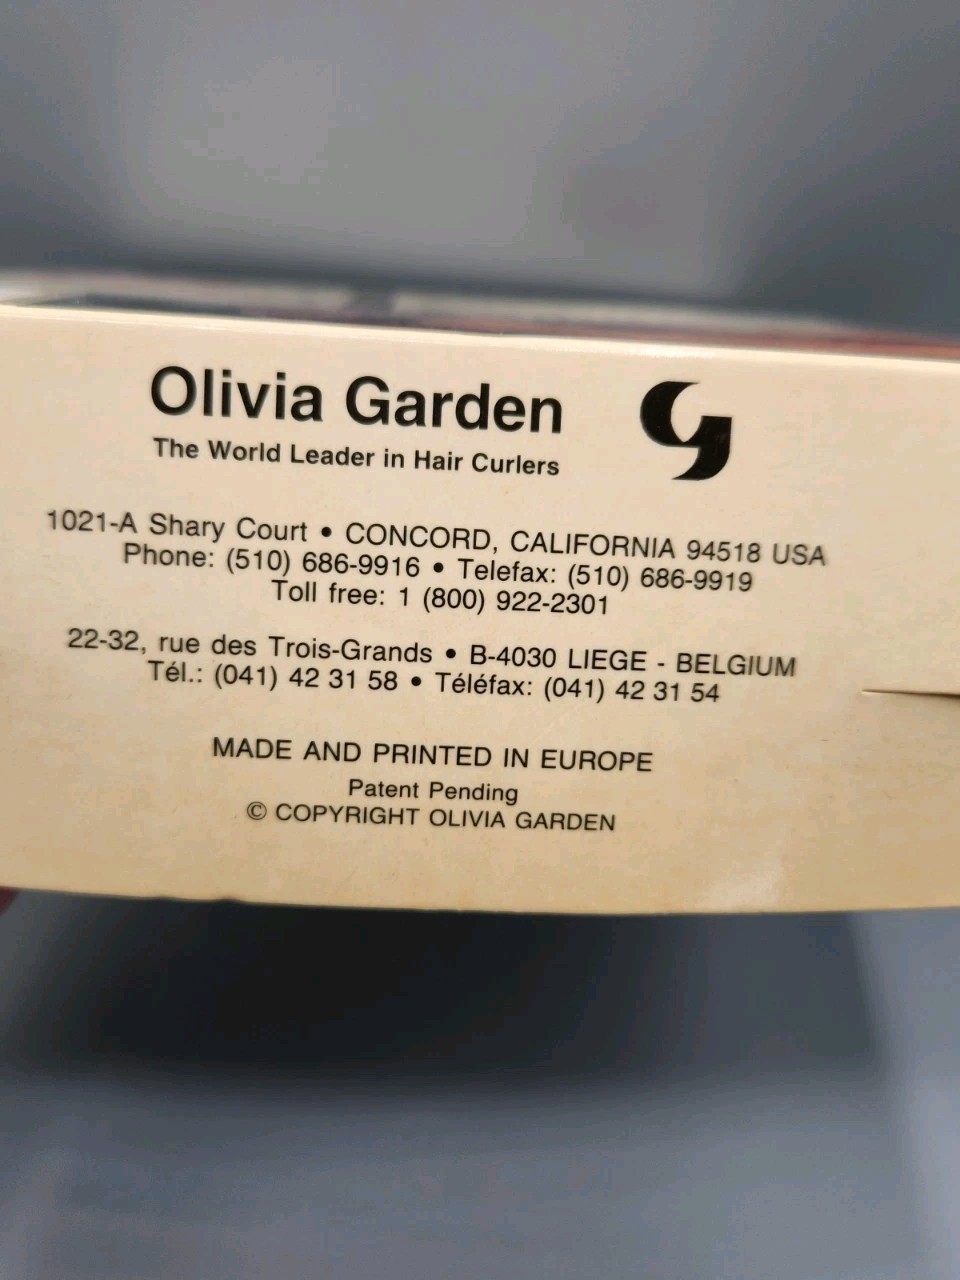 Olivia Garden
The World Leader in Hair Curlers
1021-A Shary Court • CONCORD, CALIFORNIA 94518 USA
Phone: (510) 686-9916 • Telefax: (510) 686-9919
Toll free: 1 (800) 922-2301
22-32, rue des Trois-Grands • B-4030 LIEGE - BELGIUM
Tél.: (041) 42 31 58 • Téléfax: (041) 42 31 54
MADE AND PRINTED IN EUROPE
Patent Pending
© COPYRIGHT OLIVIA GARDEN